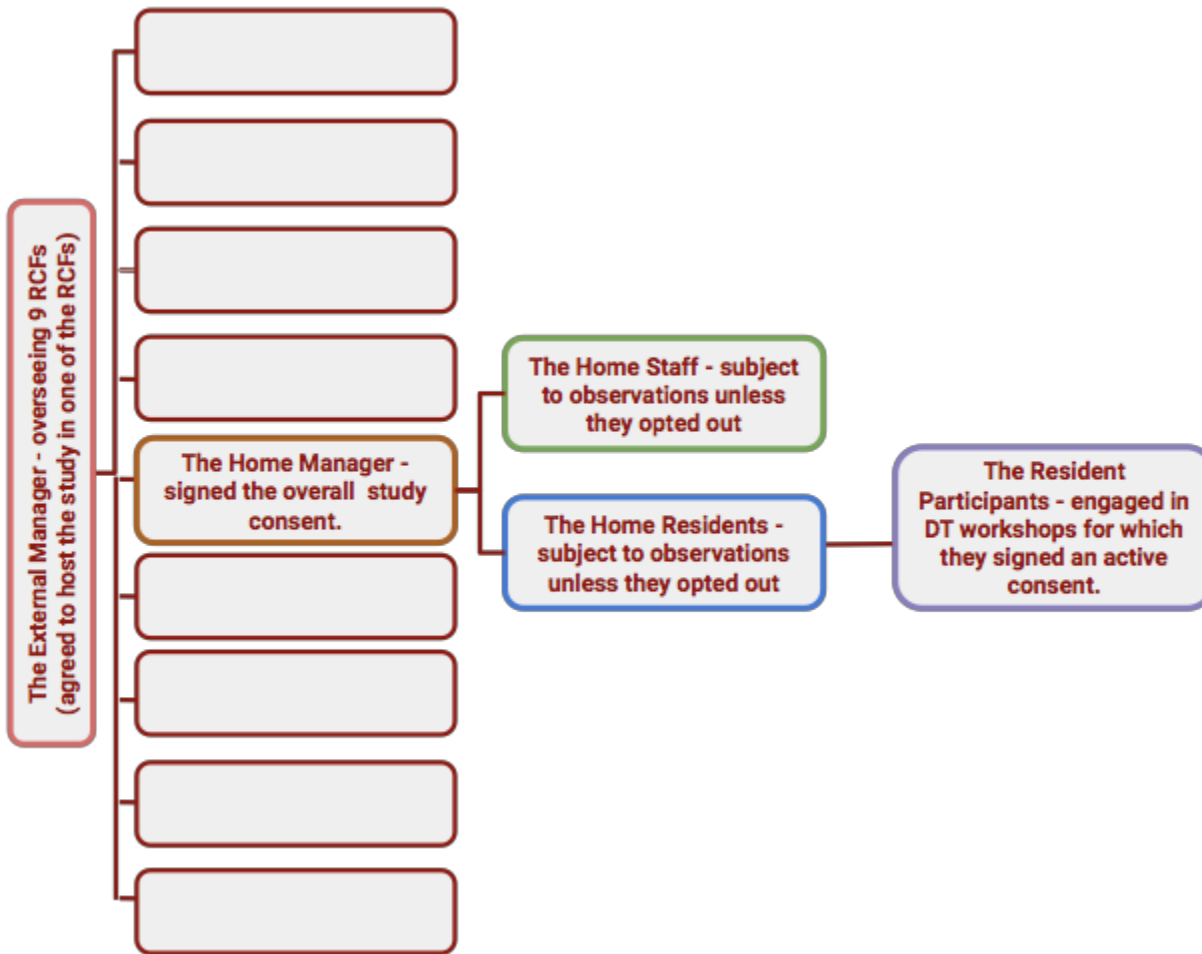 The External Manager - overseeing 9 RCFs
(agreed to host the study in one of the RCFs)
The Home Manager -
signed the overall study
consent.
The Home Staff - subject
to observations unless
they opted out
The Home Residents -
subject to observations
unless they opted out
The Resident
Participants - engaged in
DT workshops for which
they signed an active
consent.